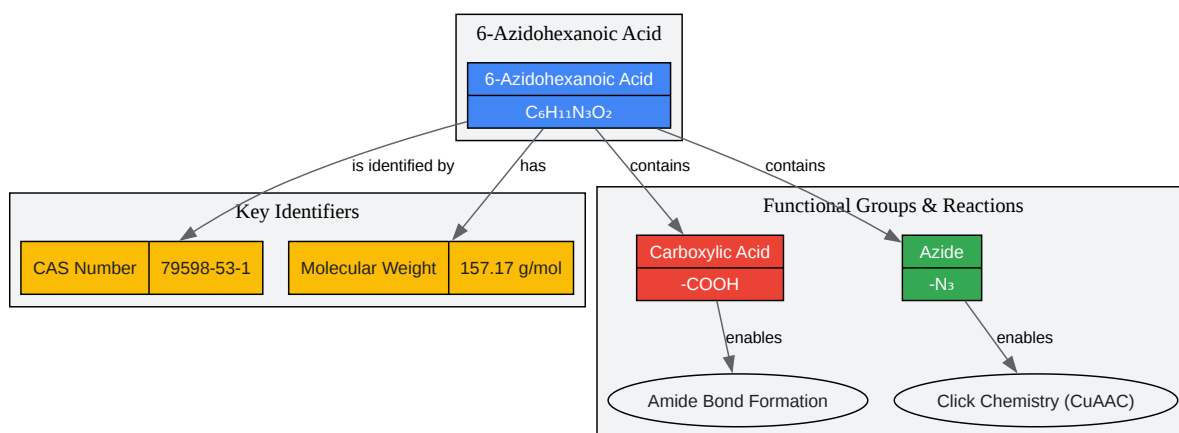 6-Azidohexanoic Acid
6-Azidohexanoic Acid
C₆H₁₁N₃O₂
is identified by
has
contains
contains
Key Identifiers
CAS Number
79598-53-1
Molecular Weight
157.17 g/mol
Functional Groups & Reactions
Carboxylic Acid
-COOH
Azide
-N₃
enables
enables
Amide Bond Formation
Click Chemistry (CuAAC)